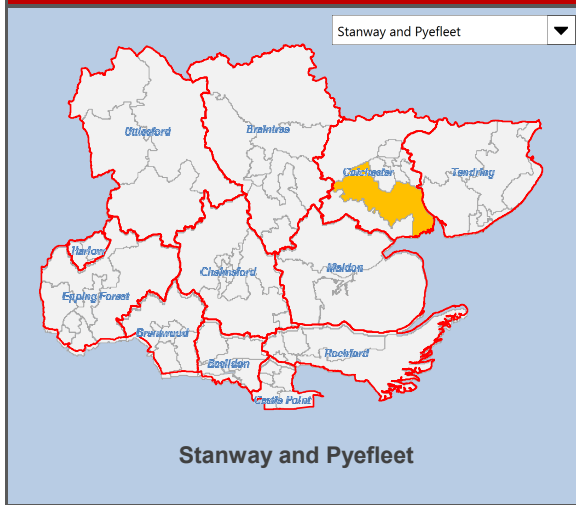 Stanway and Pyefleet
Uttlesford
Braintree
Colchester
Tendring
Harlow
Chelmsford
Maldon
Epping Forest
Brentwood
Rochford
Basildon
Castle Point
Stanway and Pyefleet